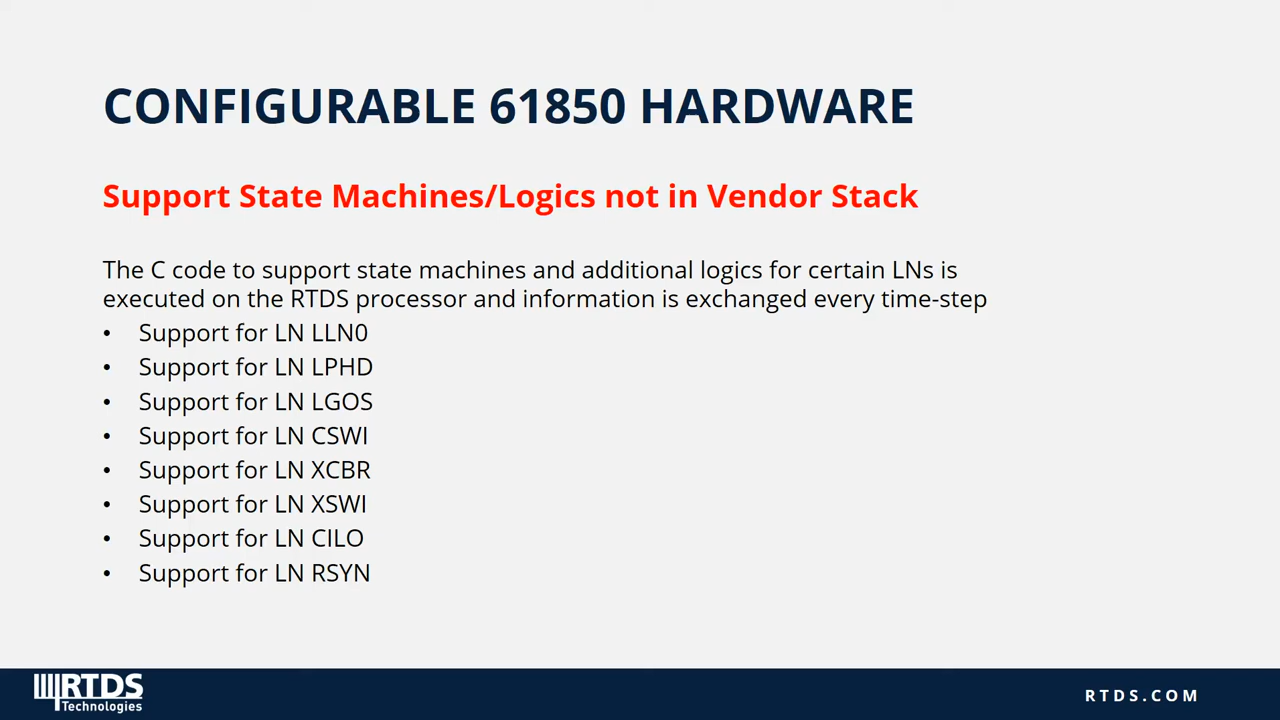 CONFIGURABLE 61850 HARDWARE
Support State Machines/Logics not in Vendor Stack
The C code to support state machines and additional logics for certain LNs is
executed on the RTDS processor and information is exchanged every time-step
• Support for LN LLN0
• Support for LN LPHD
• Support for LN LGOS
• Support for LN CSWI
• Support for LN XCBR
• Support for LN XSWI
• Support for LN CILO
• Support for LN RSYN
RTDS
Technologies
RTDS.COM